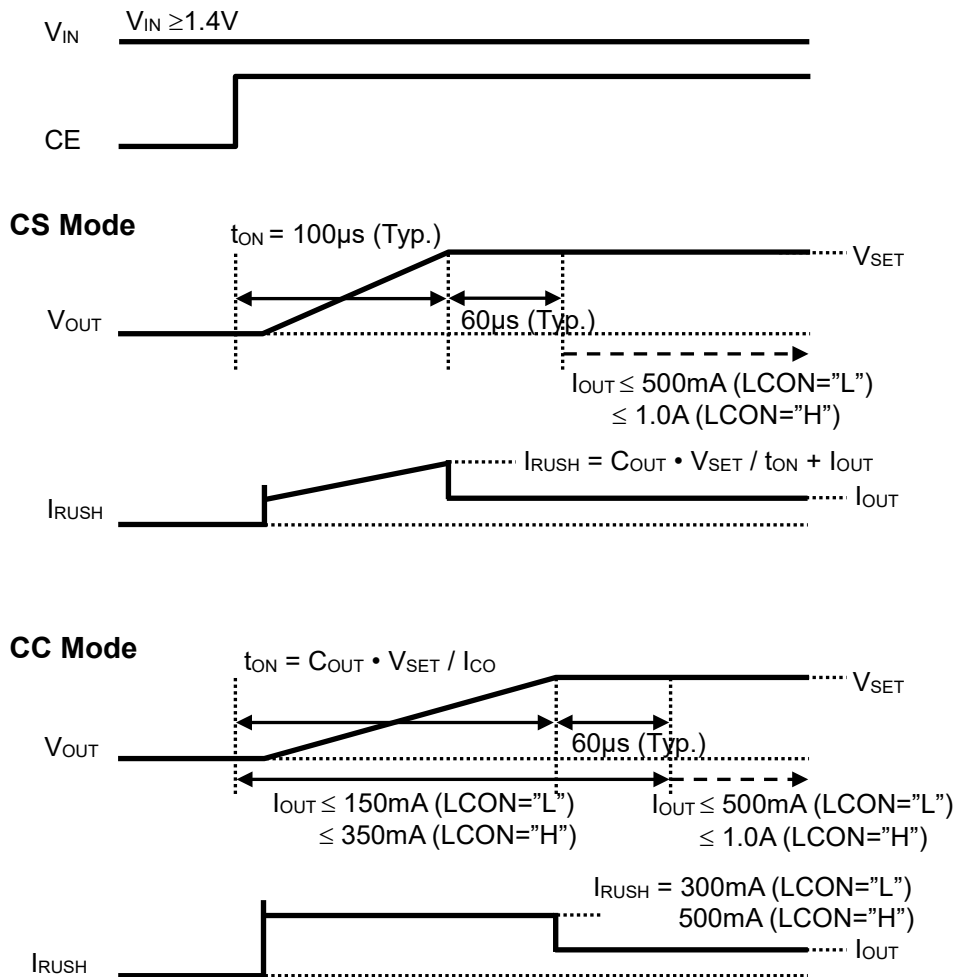 VIN VIN ≥1.4V
CE
CS Mode
tON = 100µs (Typ.)
VSET
VOUT
60µs (Typ.)
IOUT ≤ 500mA (LCON=”L”)
≤ 1.0A (LCON=”H”)
IRUSH = COUT • VSET / tON + IOUT
IRUSH
IOUT
CC Mode
tON = COUT • VSET / ICO
VSET
VOUT
60µs (Typ.)
IOUT ≤ 150mA (LCON=”L”) IOUT ≤ 500mA (LCON=”L”)
≤ 350mA (LCON=”H”) ≤ 1.0A (LCON=”H”)
IRUSH = 300mA (LCON=”L”)
500mA (LCON=”H”)
IOUT
IRUSH